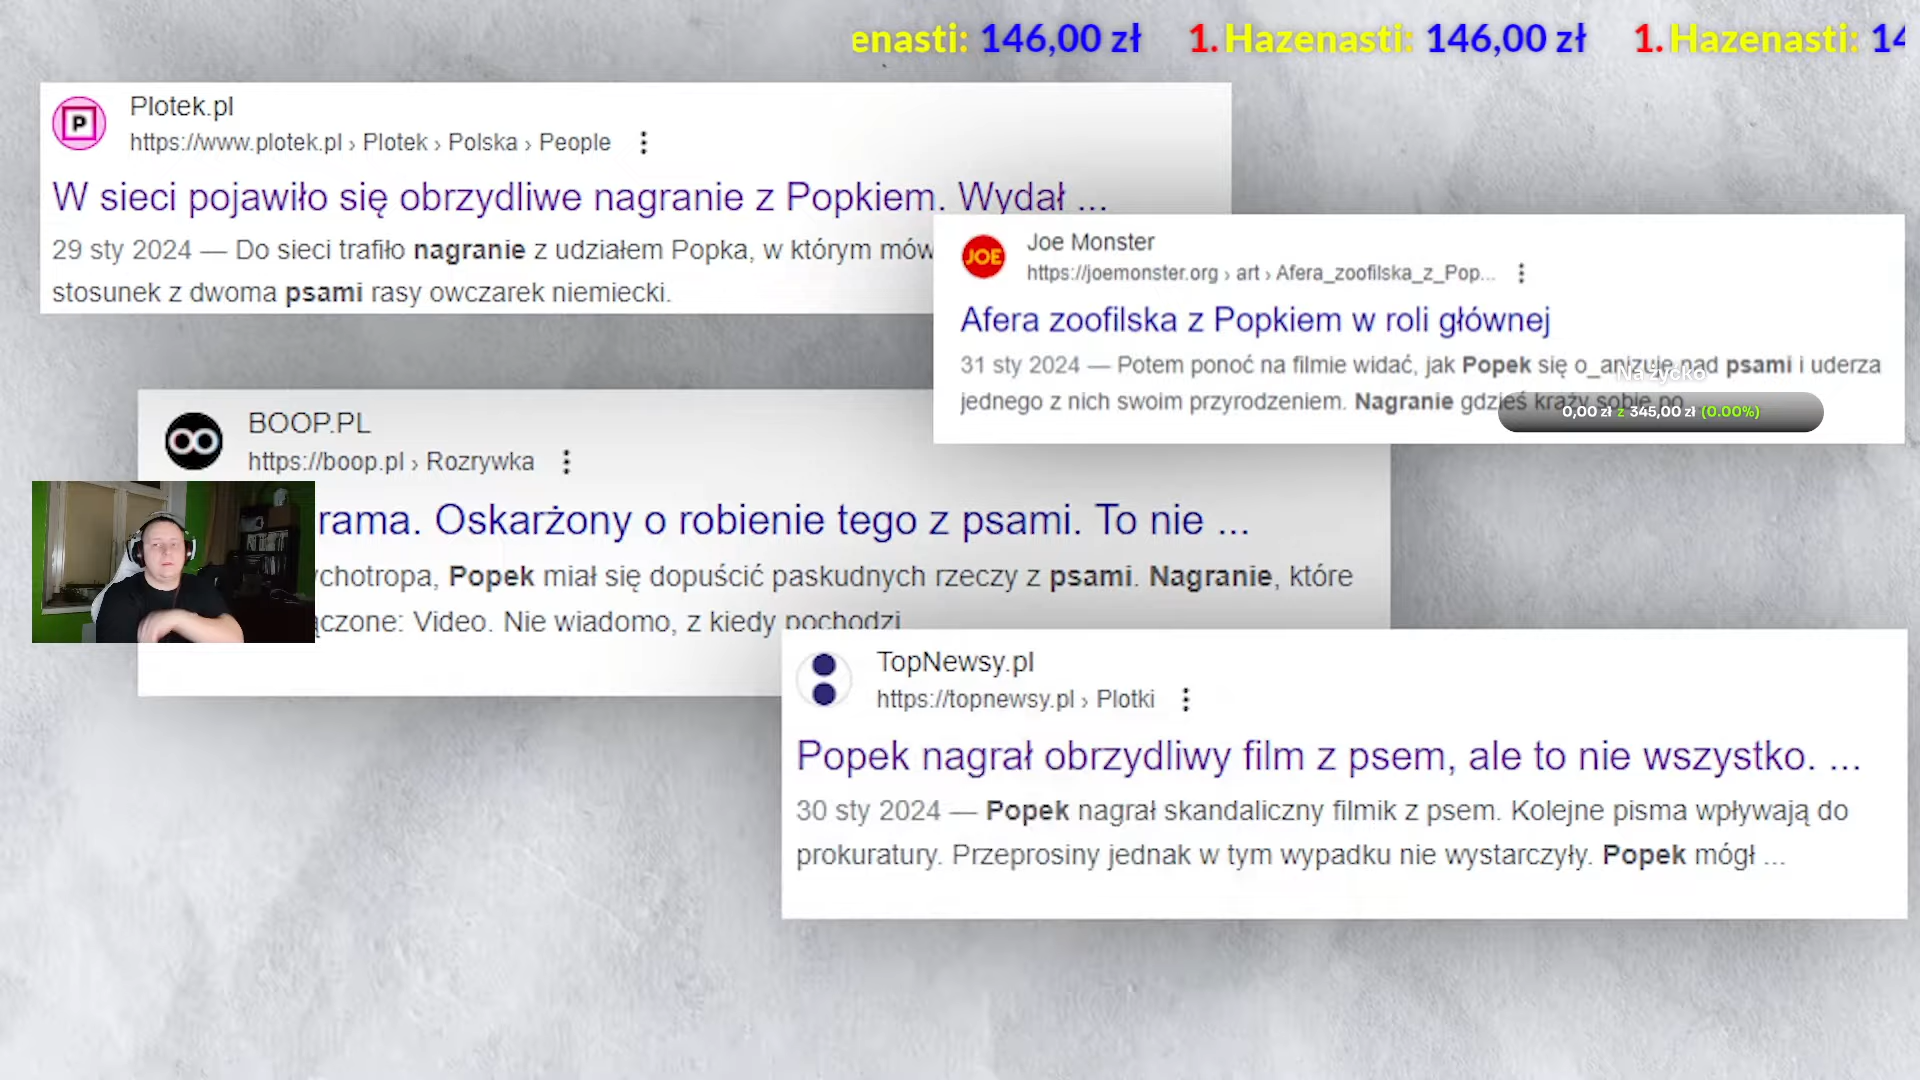 enasti: 146,00 zł 1. Hazenasti: 146,00 zł 1. Hazenasti: 14
Plotek.pl
https://www.plotek.pl › Plotek › Polska › People
W sieci pojawiło się obrzydliwe nagranie z Popkiem. Wydał ...
29 sty 2024 — Do sieci trafiło nagranie z udziałem Popka, w którym mów
stosunek z dwoma psami rasy owczarek niemiecki.
JOE
Joe Monster
https://joemonster.org › art › Afera_zoofilska_z_Pop...
Afera zoofilska z Popkiem w roli głównej
31 sty 2024 — Potem ponoć na filmie widać, jak Popek się o_anizuje nad psami i uderza
jednego z nich swoim przyrodzeniem. Nagranie gdzieś krąży sobie po
Na życko
0,00 zł z 345,00 zł (0.00%)
BOOP.PL
https://boop.pl › Rozrywka
rama. Oskarżony o robienie tego z psami. To nie ...
ychotropa, Popek miał się dopuścić paskudnych rzeczy z psami. Nagranie, które
ączone: Video. Nie wiadomo, z kiedy pochodzi
TopNewsy.pl
https://topnewsy.pl › Plotki
Popek nagrał obrzydliwy film z psem, ale to nie wszystko. ...
30 sty 2024 — Popek nagrał skandaliczny filmik z psem. Kolejne pisma wpływają do
prokuratury. Przeprosiny jednak w tym wypadku nie wystarczyły. Popek mógł ...